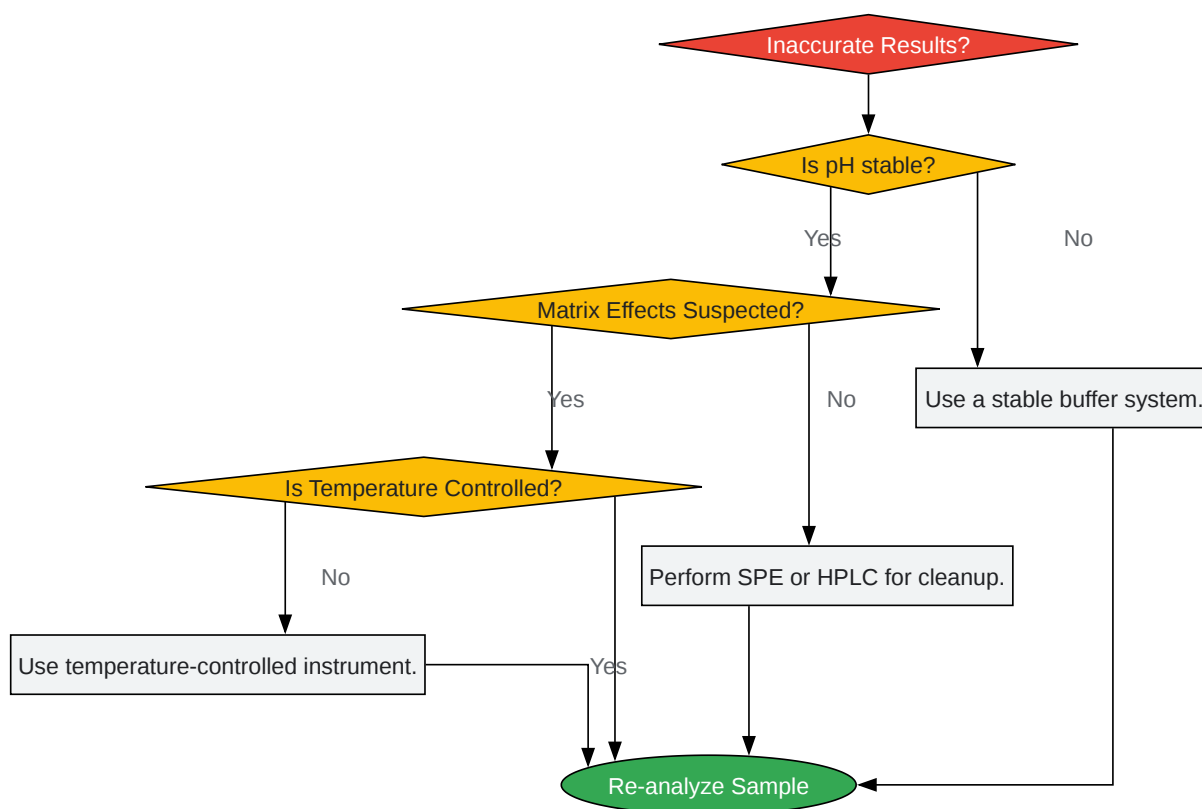 Inaccurate Results?
Is pH stable?
Yes
No
Matrix Effects Suspected?
Use a stable buffer system.
Yes
No
Is Temperature Controlled?
No
Perform SPE or HPLC for cleanup.
Use temperature-controlled instrument.
Yes
Re-analyze Sample